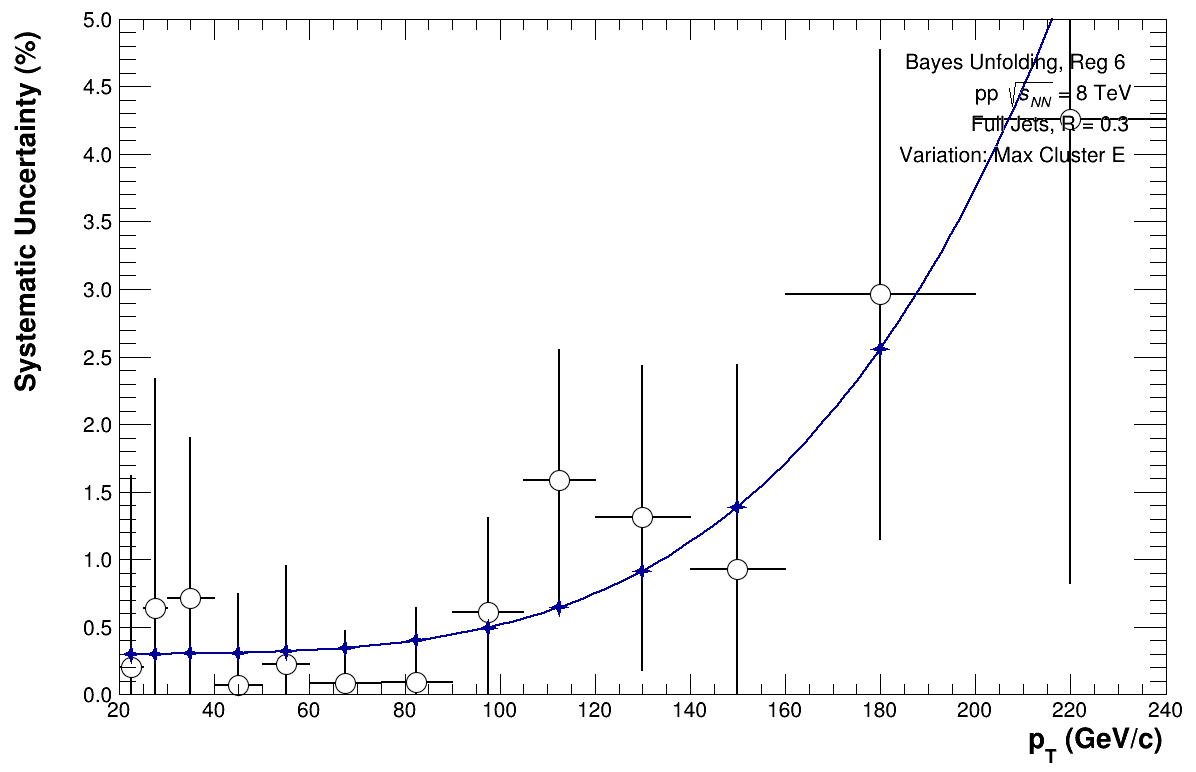 Systematic Uncertainty (%)
5.0
4.5
4.0
3.5
3.0
2.5
2.0
1.5
1.0
0.5
0.0
Bayes Unfolding, Reg 6
pp √s_NN = 8 TeV
Full Jets, R = 0.3
Variation: Max Cluster E
20 40 60 80 100 120 140 160 180 200 220 240
p_T (GeV/c)